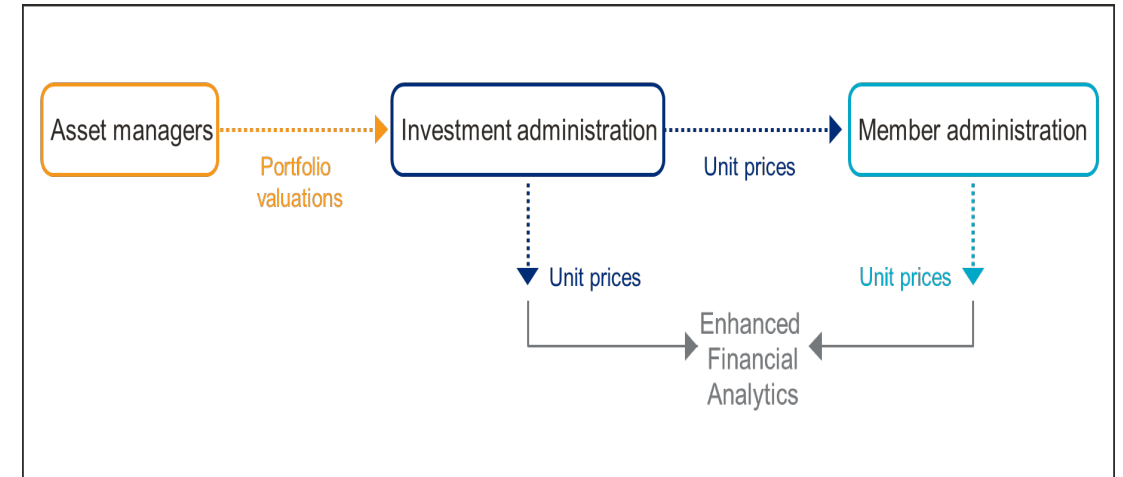 Asset managers
Investment administration
Member administration
Portfolio
valuations
Unit prices
Unit prices
Unit prices
Enhanced
Financial
Analytics